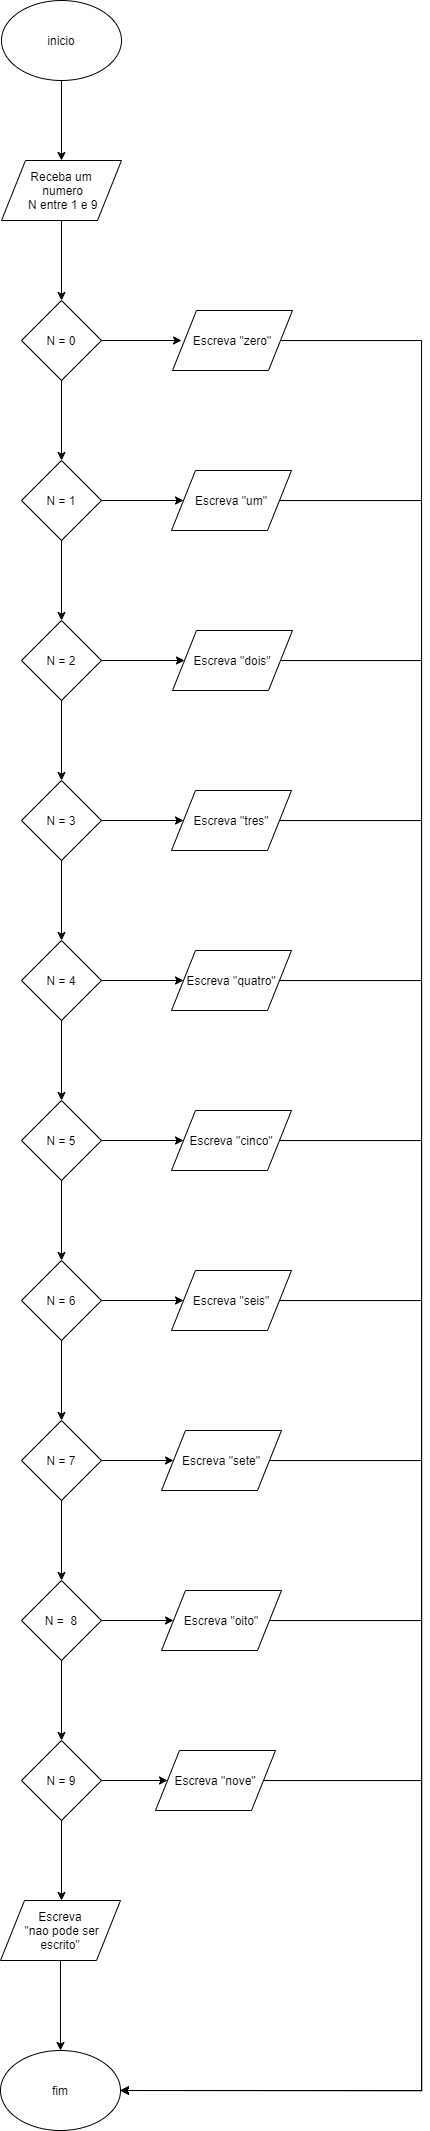 inicio
Receba um
numero
N entre 1 e 9
N = 0
Escreva "zero"
N = 1
Escreva "um"
N = 2
Escreva "dois"
N = 3
Escreva "tres"
N = 4
Escreva "quatro"
N = 5
Escreva "cinco"
N = 6
Escreva "seis"
N = 7
Escreva "sete"
N =  8
Escreva "oito"
N = 9
Escreva "nove"
Escreva
"nao pode ser
escrito"
fim